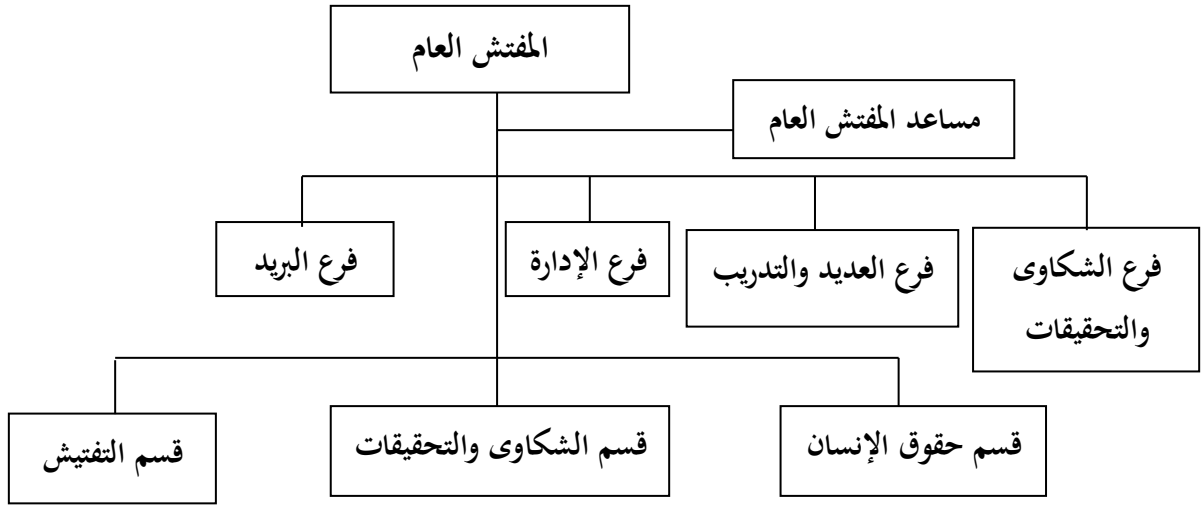 المفتش العام
مساعد المفتش العام
فرع الشكاوى
والتحقيقات
فرع العديد والتدريب
فرع الإدارة
فرع البريد
قسم حقوق الإنسان
قسم الشكاوى والتحقيقات
قسم التفتيش